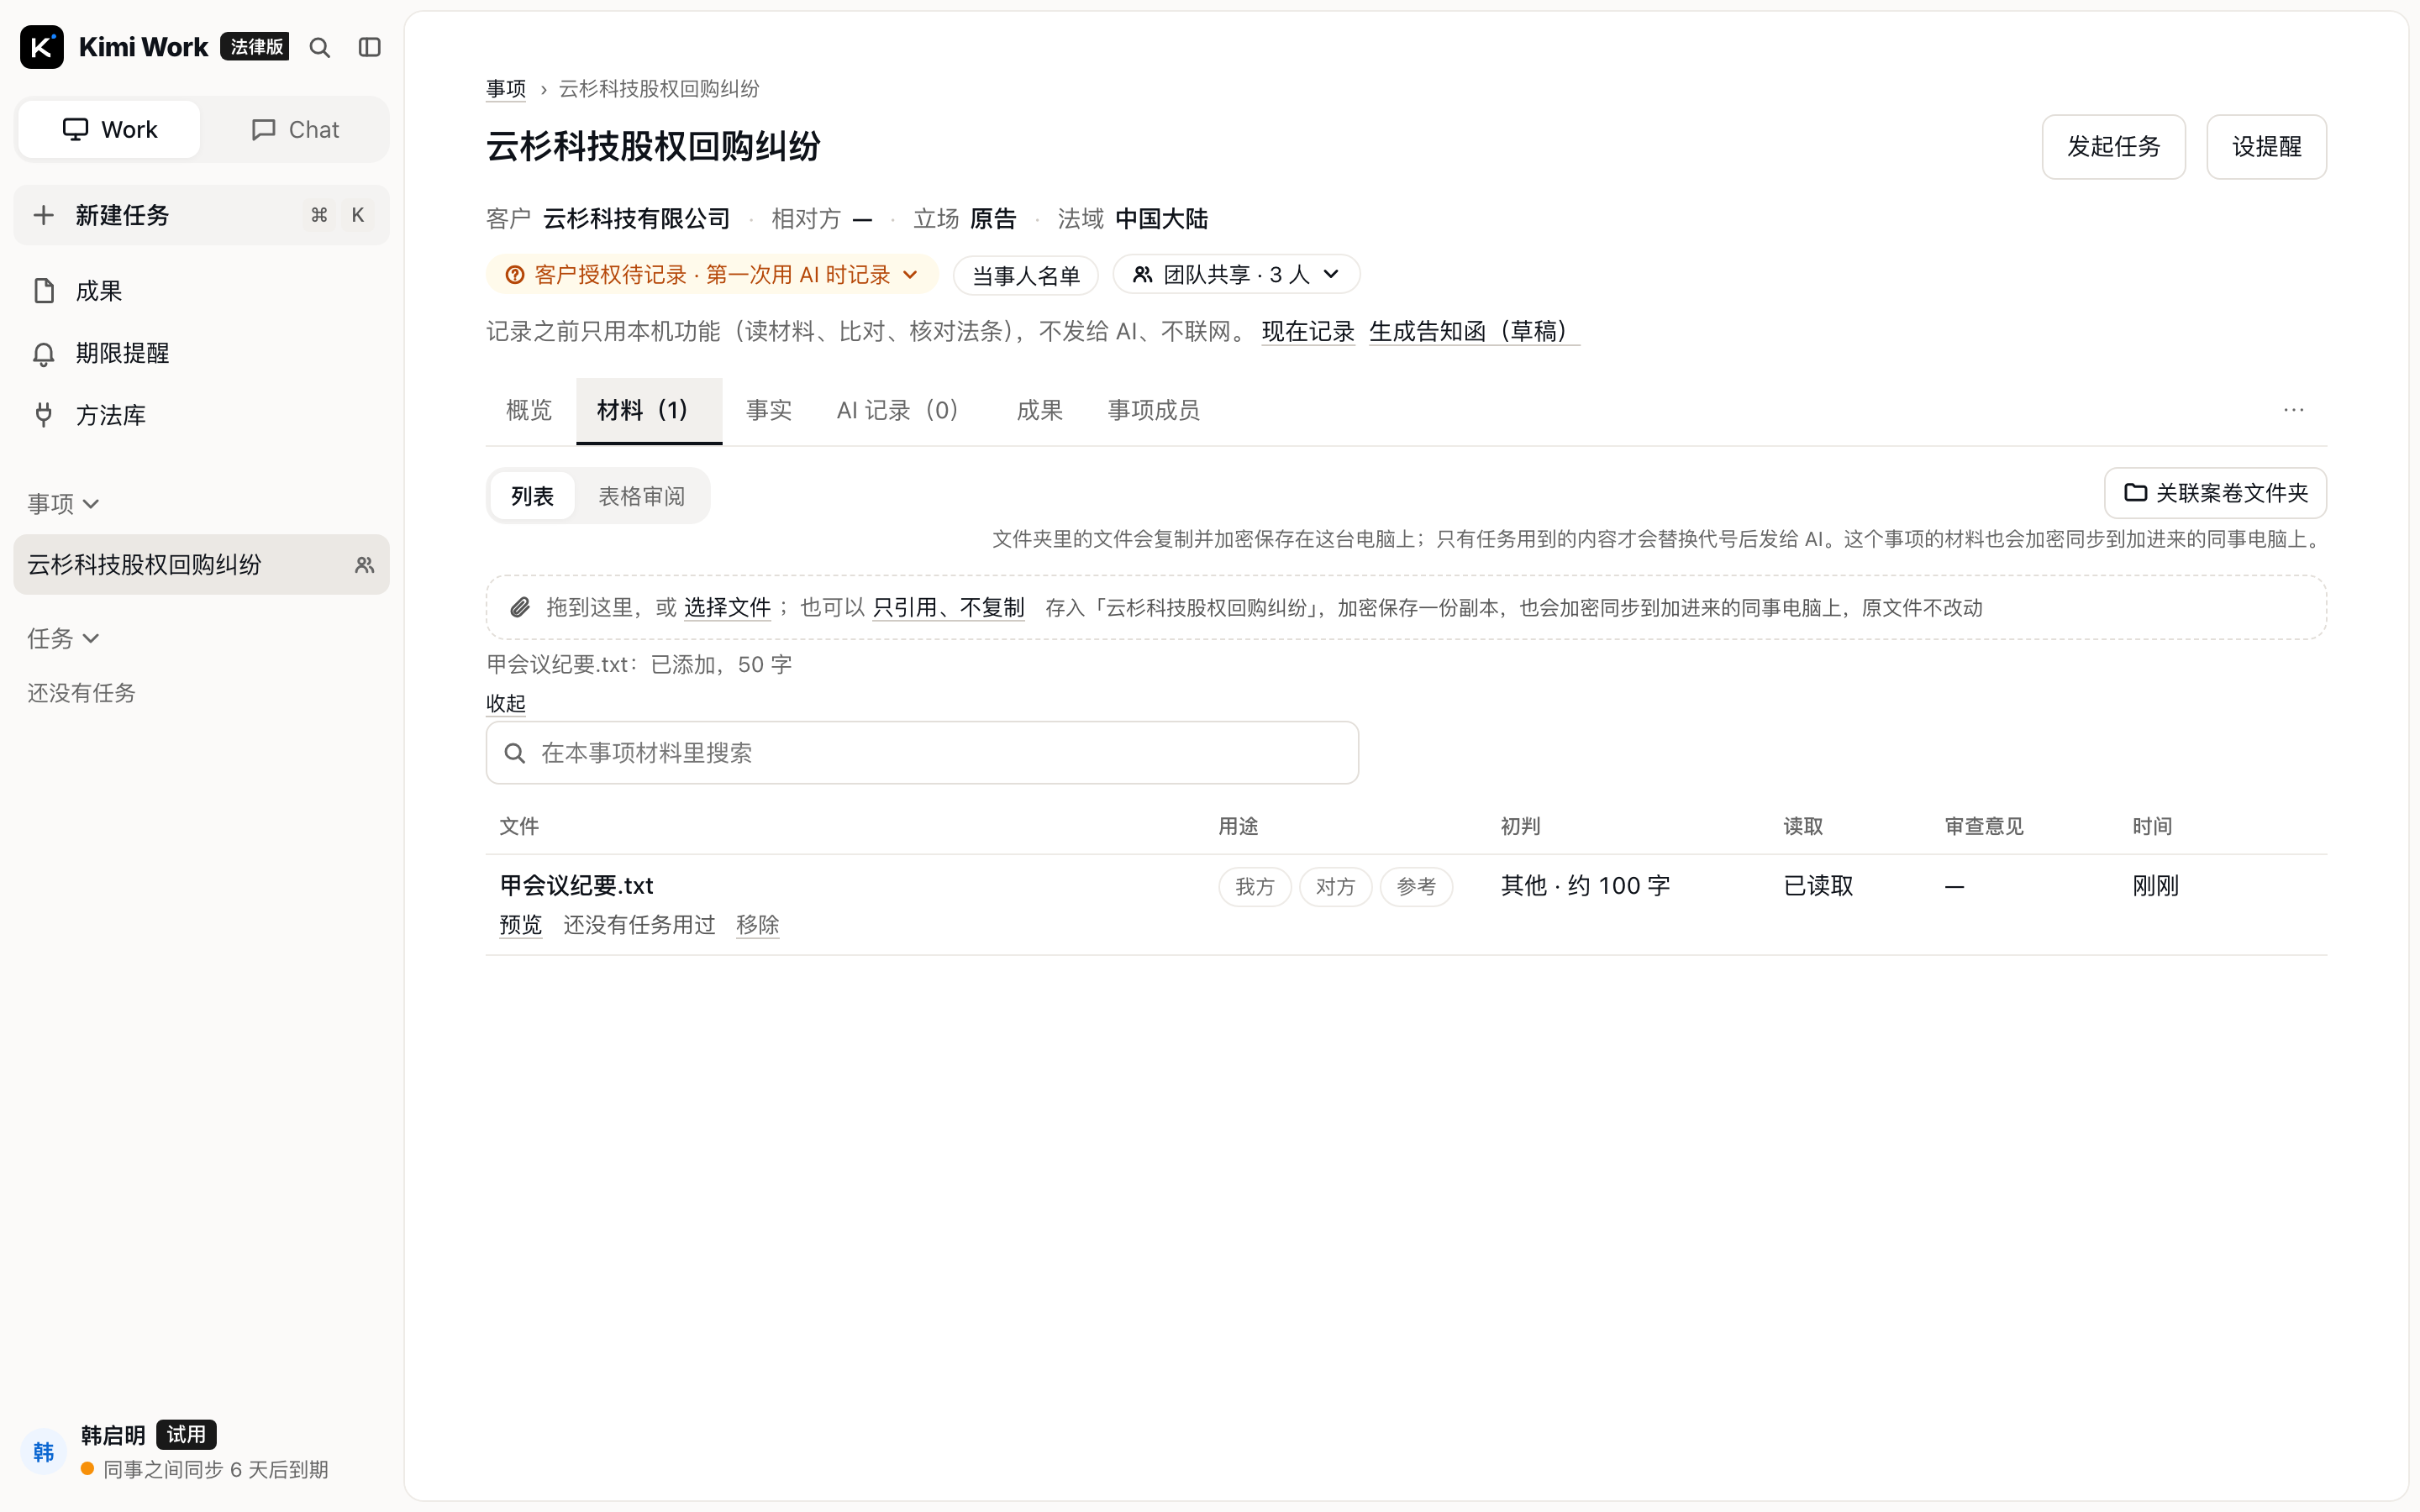 Kimi Work 法律版
Work Chat
新建任务 ⌘ K
成果
期限提醒
方法库
事项
云杉科技股权回购纠纷
任务
还没有任务
韩 韩启明 试用
同事之间同步 6 天后到期
事项 › 云杉科技股权回购纠纷
云杉科技股权回购纠纷
发起任务 设提醒
客户 云杉科技有限公司 · 相对方 — · 立场 原告 · 法域 中国大陆
客户授权待记录 · 第一次用 AI 时记录 当事人名单 团队共享 · 3 人
记录之前只用本机功能（读材料、比对、核对法条），不发给 AI、不联网。 现在记录 生成告知函（草稿）
概览 材料（1） 事实 AI 记录（0） 成果 事项成员 ···
列表 表格审阅 关联案卷文件夹
文件夹里的文件会复制并加密保存在这台电脑上；只有任务用到的内容才会替换代号后发给 AI。这个事项的材料也会加密同步到加进来的同事电脑上。
拖到这里，或 选择文件 ；也可以 只引用、不复制 存入「云杉科技股权回购纠纷」，加密保存一份副本，也会加密同步到加进来的同事电脑上，原文件不改动
甲会议纪要.txt：已添加，50 字
收起
在本事项材料里搜索
文件 用途 初判 读取 审查意见 时间
甲会议纪要.txt 我方 对方 参考 其他 · 约 100 字 已读取 — 刚刚
预览 还没有任务用过 移除